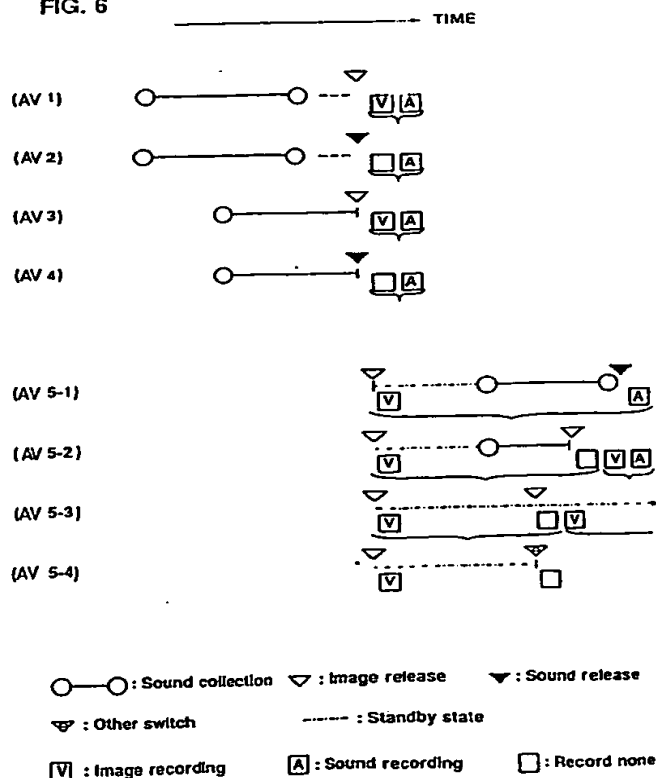 FIG. 6
TIME
(AV 1)
V A
(AV 2)
A
(AV 3)
V A
(AV 4)
A
(AV 5-1)
V A
(AV 5-2)
V V A
(AV 5-3)
V V
(AV 5-4)
V
: Sound collection : Image release : Sound release
: Other switch : Standby state
V : Image recording A : Sound recording : Record none